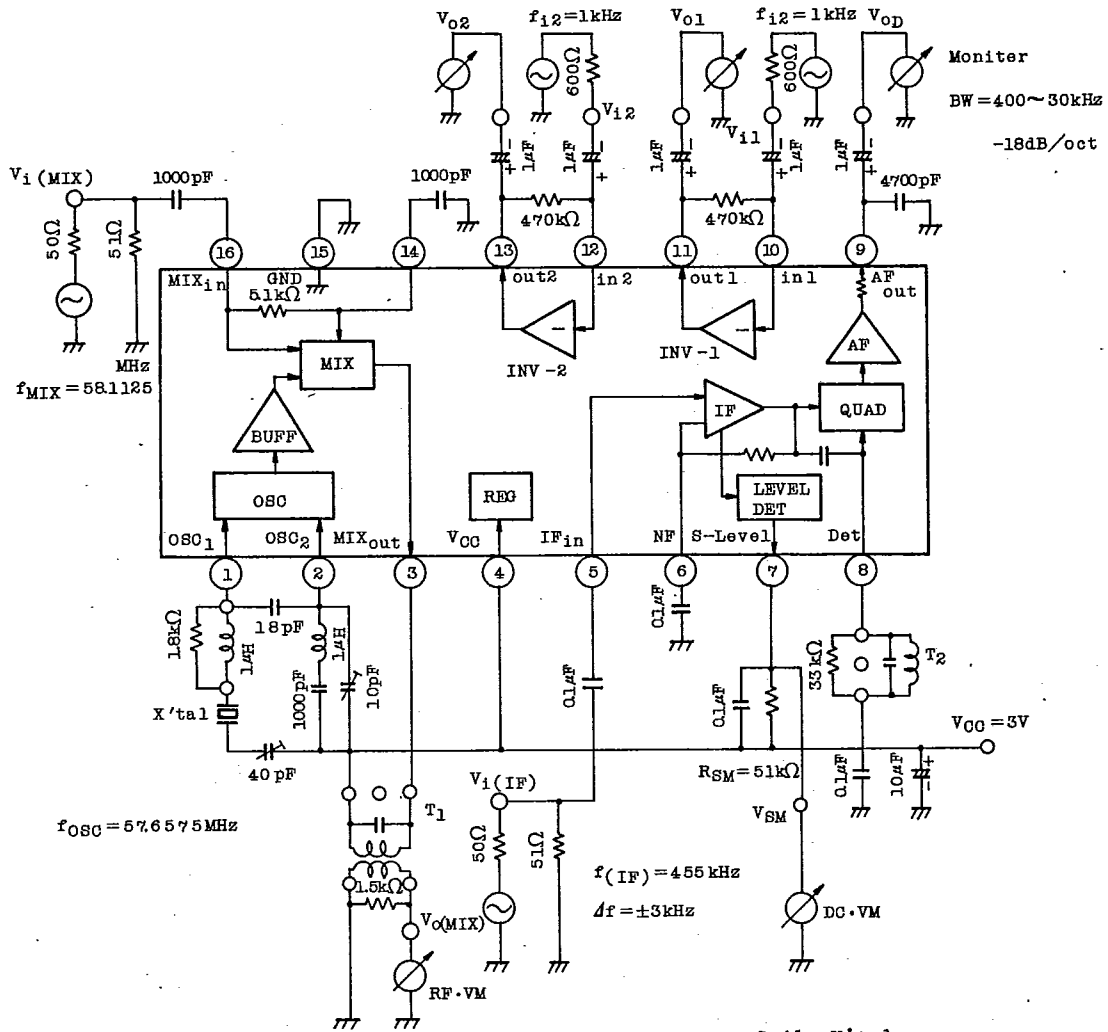 V_o2
f_i2=1kHz
600Ω
V_i2
1μF
1μF
470kΩ
V_o1
f_i2=1kHz
600Ω
V_i1
1μF
1μF
470kΩ
V_oD
Moniter
BW=400~30kHz
-18dB/oct
1μF
4700pF
V_i(MIX)
1000pF
50Ω
51Ω
MHz
f_MIX=58.1125
1000pF
16
15
14
13
12
11
10
9
MIX_in
GND
out2
in2
out1
in1
AF out
5.1kΩ
MIX
INV-2
INV-1
AF
BUFF
IF
QUAD
OSC
REG
LEVEL
DET
OSC_1
OSC_2
MIX_out
V_CC
IF_in
NF
S-Level
Det
1
2
3
4
5
6
7
8
1.8kΩ
1μH
18pF
1μH
1000pF
10pF
X'tal
40pF
0.1μF
0.1μF
0.1μF
R_SM=51kΩ
33kΩ
T_2
V_CC=3V
0.1μF
10μF
f_OSC=57.6575MHz
T_1
1.5kΩ
V_o(MIX)
RF·VM
V_i(IF)
50Ω
51Ω
f_(IF)=455kHz
Δf=±3kHz
V_SM
DC·VM